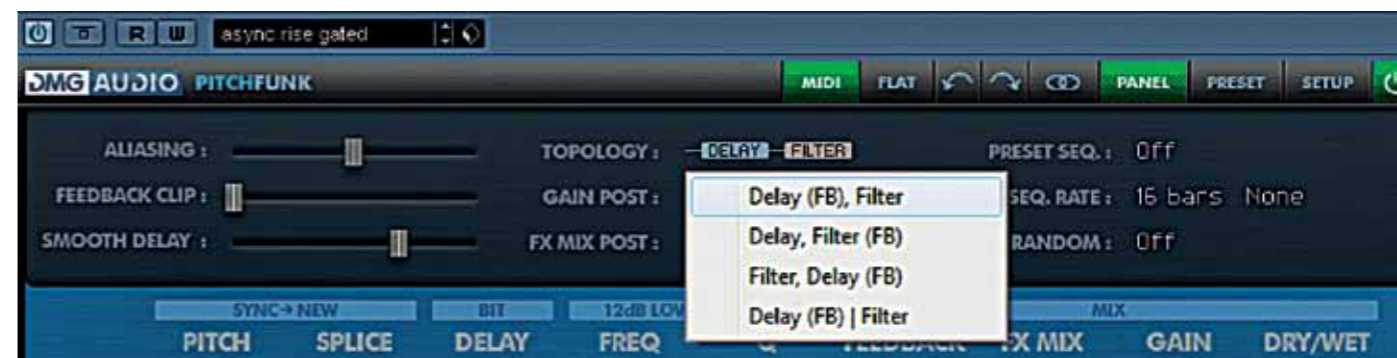 R W async rise gated
DMG AUDIO PITCHFUNK MIDI FLAT PANEL PRESET SETUP
ALIASING : TOPOLOGY : DELAY FILTER PRESET SEQ. : Off
FEEDBACK CLIP : GAIN POST : SEQ. RATE : 16 bars None
SMOOTH DELAY : FX MIX POST : RANDOM : Off
Delay (FB), Filter
Delay, Filter (FB)
Filter, Delay (FB)
Delay (FB) | Filter
SYNC→NEW BIT 12dB LOW MIX
PITCH SPLICE DELAY FREQ Q FEEDBACK FX MIX GAIN DRY/WET